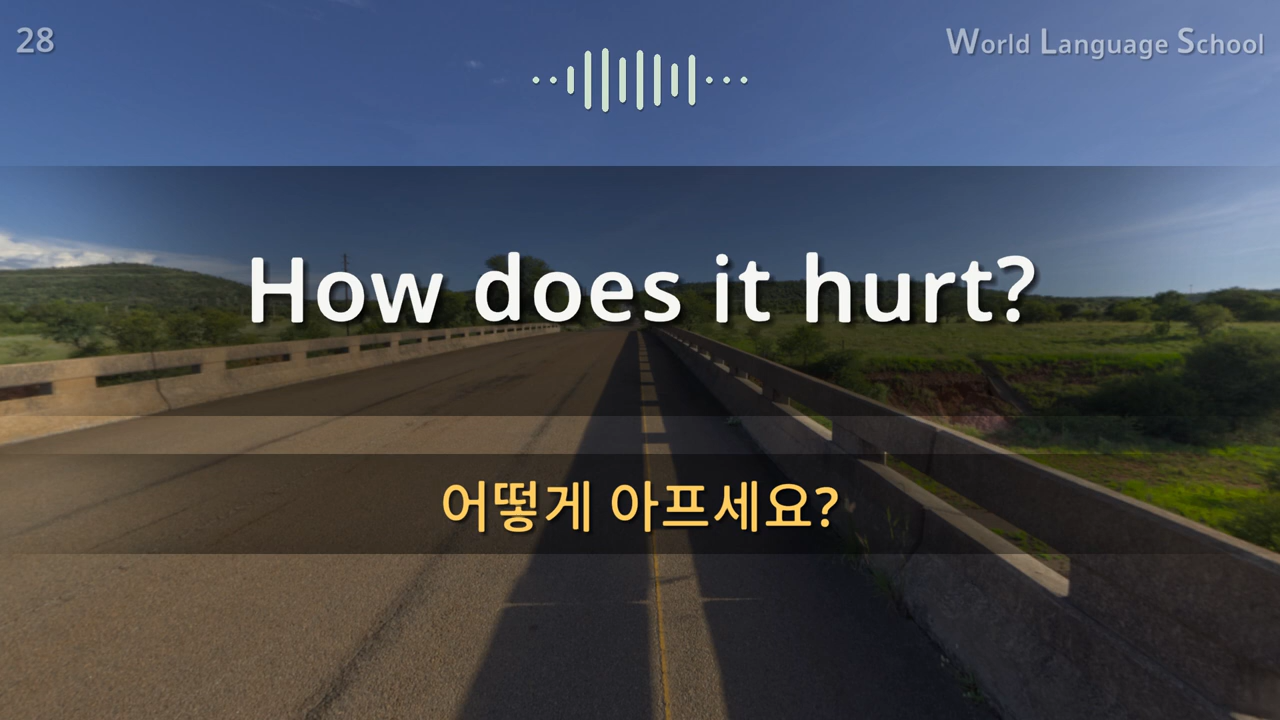 28
World Language School
How does it hurt?
어떻게 아프세요?